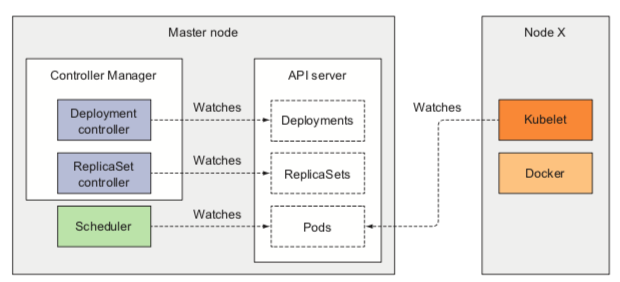 Master node
Node X
Controller Manager
API server
Deployment
controller
Watches
Deployments
Watches
Kubelet
ReplicaSet
controller
Watches
ReplicaSets
Docker
Scheduler
Watches
Pods